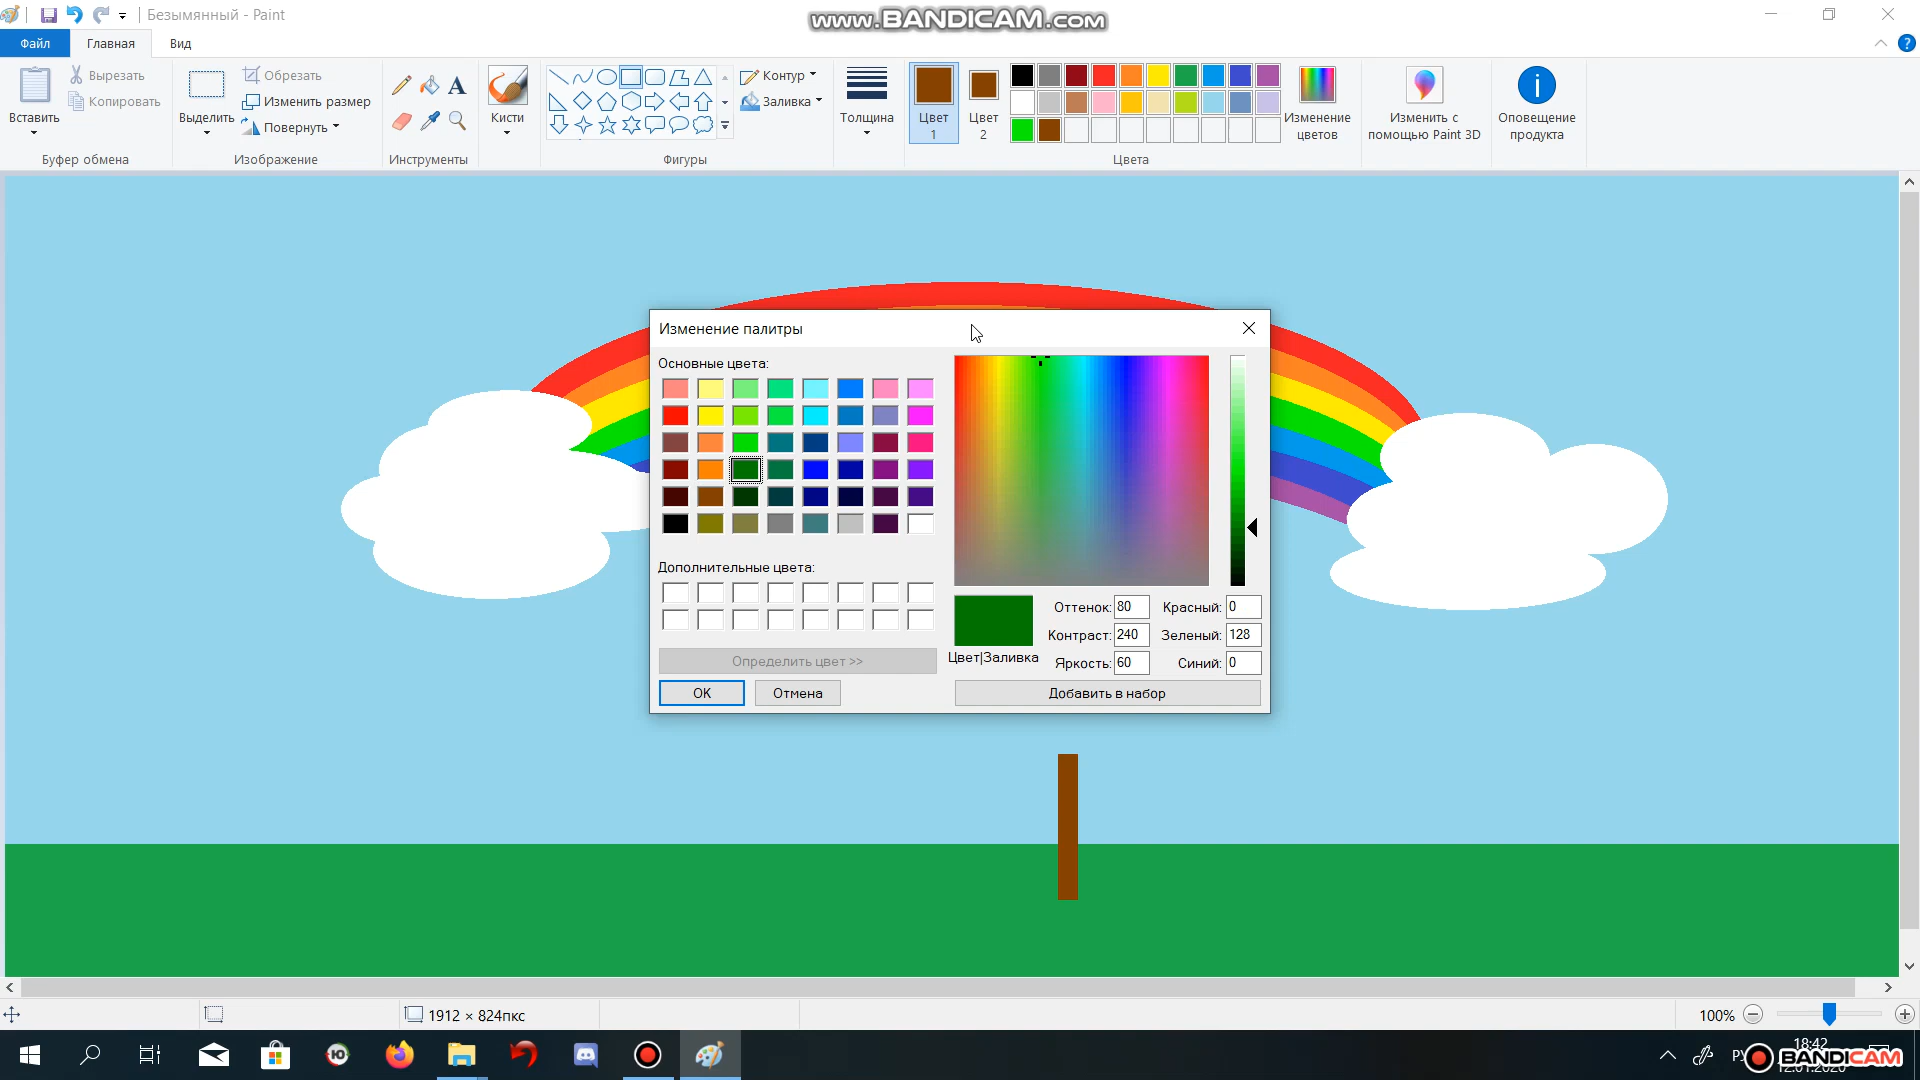 Безымянный - Paint
www.BANDICAM.com
Файл
Главная
Вид
?
Вставить
Вырезать
Копировать
Буфер обмена
Выделить
Обрезать
Изменить размер
Повернуть
Изображение
A
Инструменты
Кисти
Контур
Заливка
Фигуры
Толщина
Цвет
1
Цвет
2
Изменение
цветов
Цвета
Изменить с
помощью Paint 3D
Оповещение
продукта
Изменение палитры
Основные цвета:
Дополнительные цвета:
Определить цвет >>
OK
Отмена
Цвет|Заливка
Оттенок: 80
Красный: 0
Контраст: 240
Зеленый: 128
Яркость: 60
Синий: 0
Добавить в набор
1912 × 824пкс
100%
Ю
18:42
BANDICAM